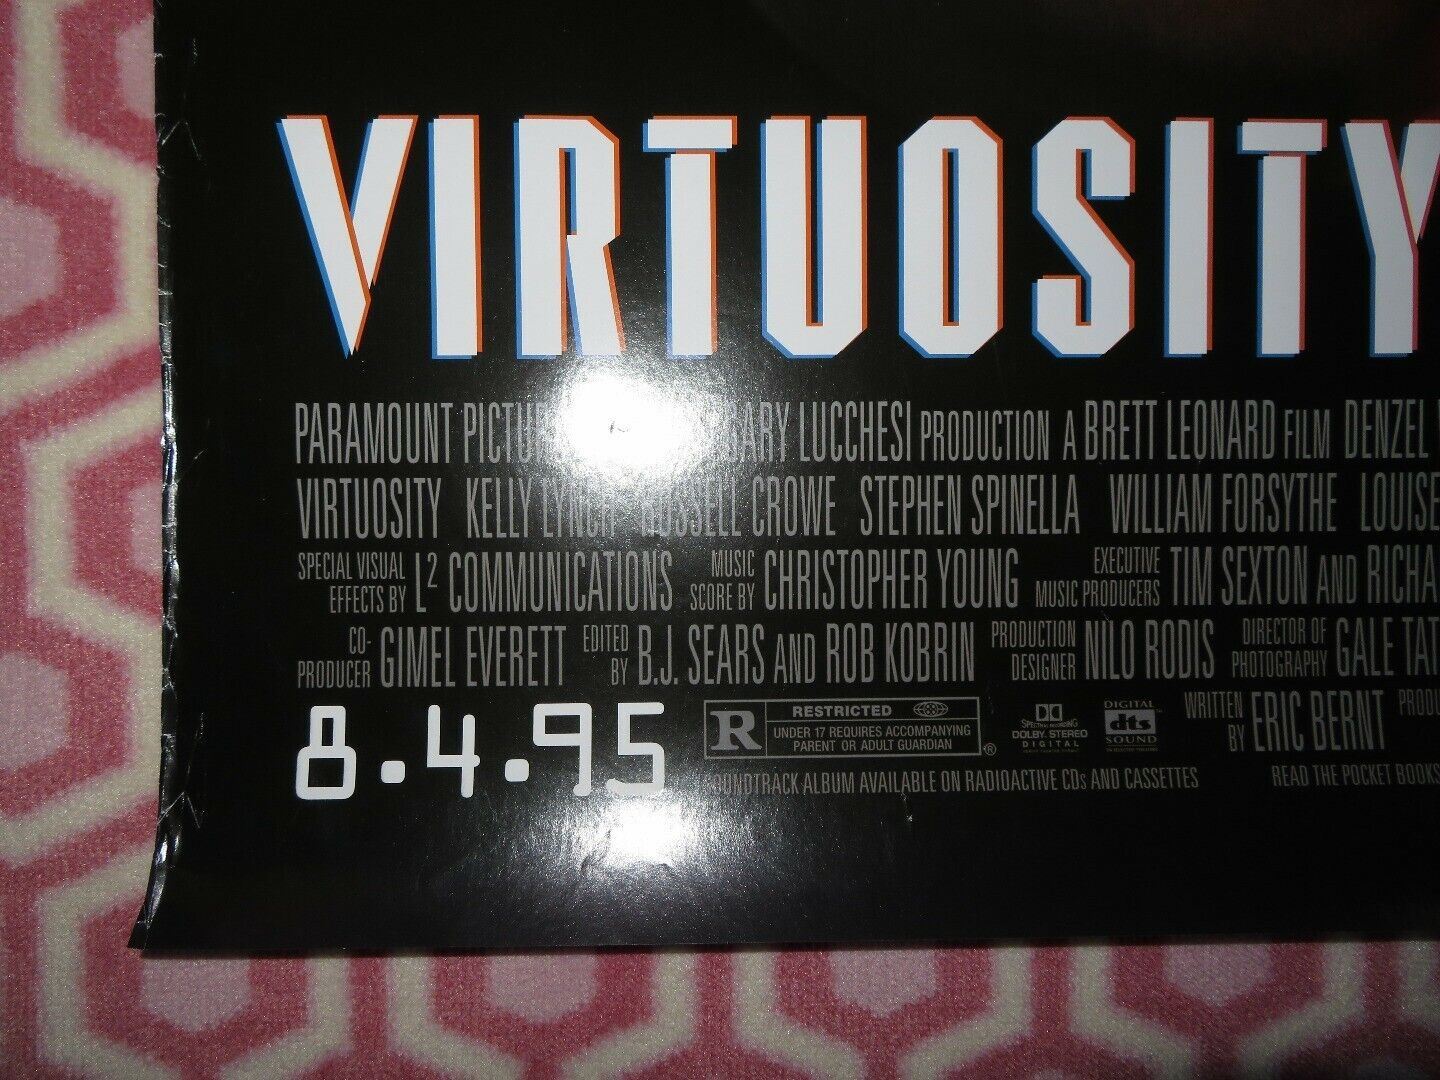 VIRTUOSITY
PARAMOUNT GARY LUCCHESI PRODUCTION A BRETT LEONARD FILM DENZEL
VIRTUOSITY KELLY LYNCH RUSSELL CROWE STEPHEN SPINELLA WILLIAM FORSYTHE LOUISE
SPECIAL VISUAL EFFECTS BY L² COMMUNICATIONS MUSIC SCORE BY CHRISTOPHER YOUNG EXECUTIVE MUSIC PRODUCERS TIM SEXTON AND RICHA
CO-PRODUCER GIMEL EVERETT EDITED BY B.J. SEARS AND ROB KOBRIN PRODUCTION DESIGNER NILO RODIS DIRECTOR OF PHOTOGRAPHY GALE TAT
WRITTEN BY ERIC BERNT PRODU
8.4.95
R RESTRICTED ®
UNDER 17 REQUIRES ACCOMPANYING
PARENT OR ADULT GUARDIAN
DOLBY STEREO
DIGITAL
DIGITAL
dts
SOUND
SOUNDTRACK ALBUM AVAILABLE ON RADIOACTIVE CDs AND CASSETTES READ THE POCKET BOOKS